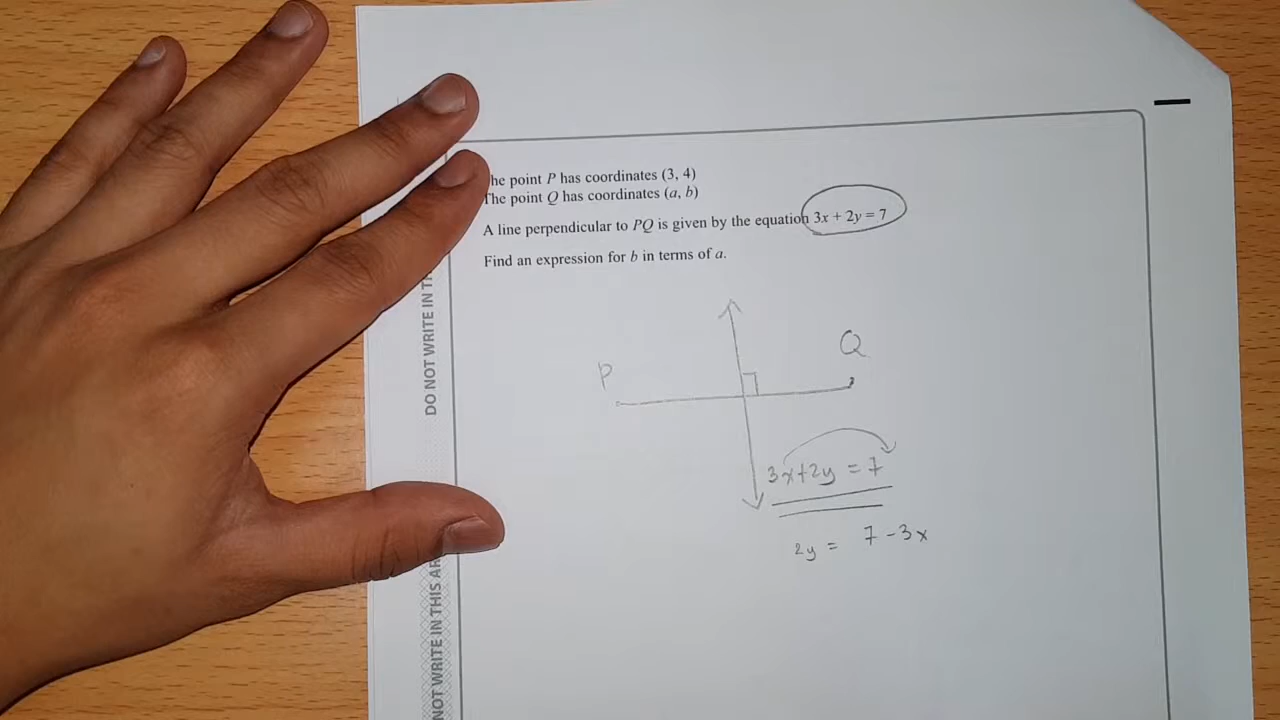 he point P has coordinates (3, 4)
The point Q has coordinates (a, b)
A line perpendicular to PQ is given by the equation 3x + 2y = 7
Find an expression for b in terms of a.
P
Q
3x+2y = 7
2y = 7 - 3x
DO NOT WRITE IN TH
NOT WRITE IN THIS AR